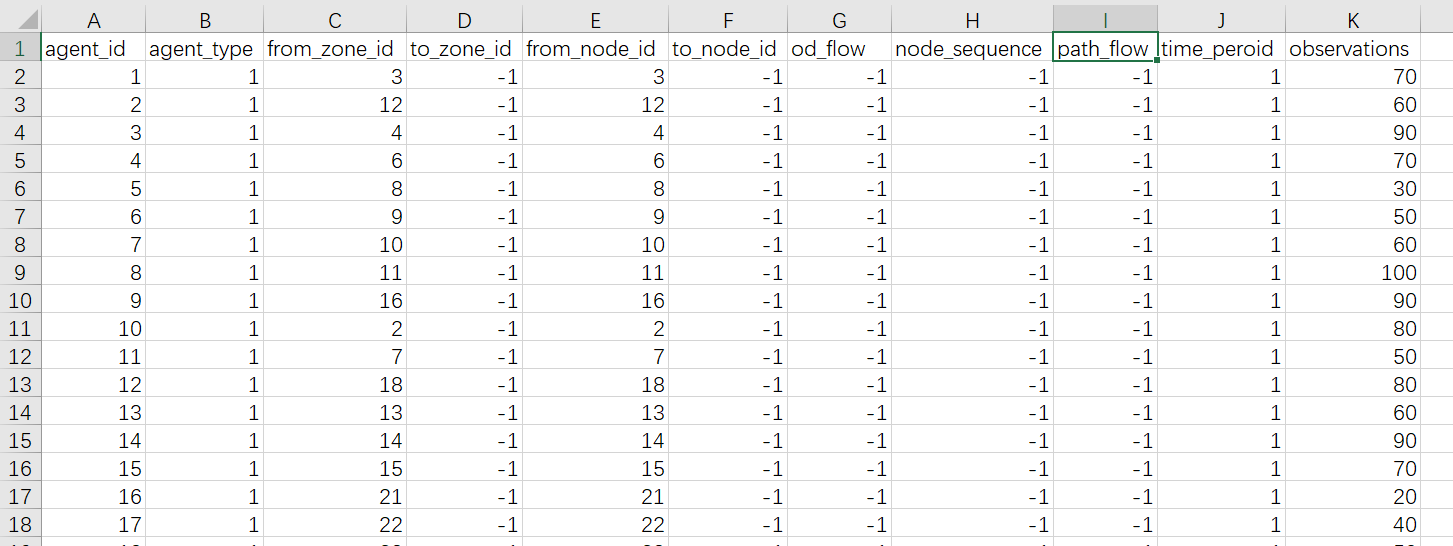 A B C D E F G H I J K
1 agent_id agent_type from_zone_id to_zone_id from_node_id to_node_id od_flow node_sequence path_flow time_peroid observations
2 1 1 3 -1 3 -1 -1 -1 -1 1 70
3 2 1 12 -1 12 -1 -1 -1 -1 1 60
4 3 1 4 -1 4 -1 -1 -1 -1 1 90
5 4 1 6 -1 6 -1 -1 -1 -1 1 70
6 5 1 8 -1 8 -1 -1 -1 -1 1 30
7 6 1 9 -1 9 -1 -1 -1 -1 1 50
8 7 1 10 -1 10 -1 -1 -1 -1 1 60
9 8 1 11 -1 11 -1 -1 -1 -1 1 100
10 9 1 16 -1 16 -1 -1 -1 -1 1 90
11 10 1 2 -1 2 -1 -1 -1 -1 1 80
12 11 1 7 -1 7 -1 -1 -1 -1 1 50
13 12 1 18 -1 18 -1 -1 -1 -1 1 80
14 13 1 13 -1 13 -1 -1 -1 -1 1 60
15 14 1 14 -1 14 -1 -1 -1 -1 1 90
16 15 1 15 -1 15 -1 -1 -1 -1 1 70
17 16 1 21 -1 21 -1 -1 -1 -1 1 20
18 17 1 22 -1 22 -1 -1 -1 -1 1 40